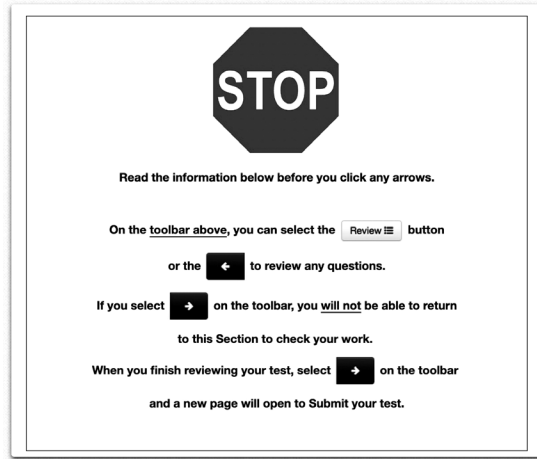 STOP
Read the information below before you click any arrows.
On the toolbar above, you can select the Review button
or the to review any questions.
If you select on the toolbar, you will not be able to return
to this Section to check your work.
When you finish reviewing your test, select on the toolbar
and a new page will open to Submit your test.